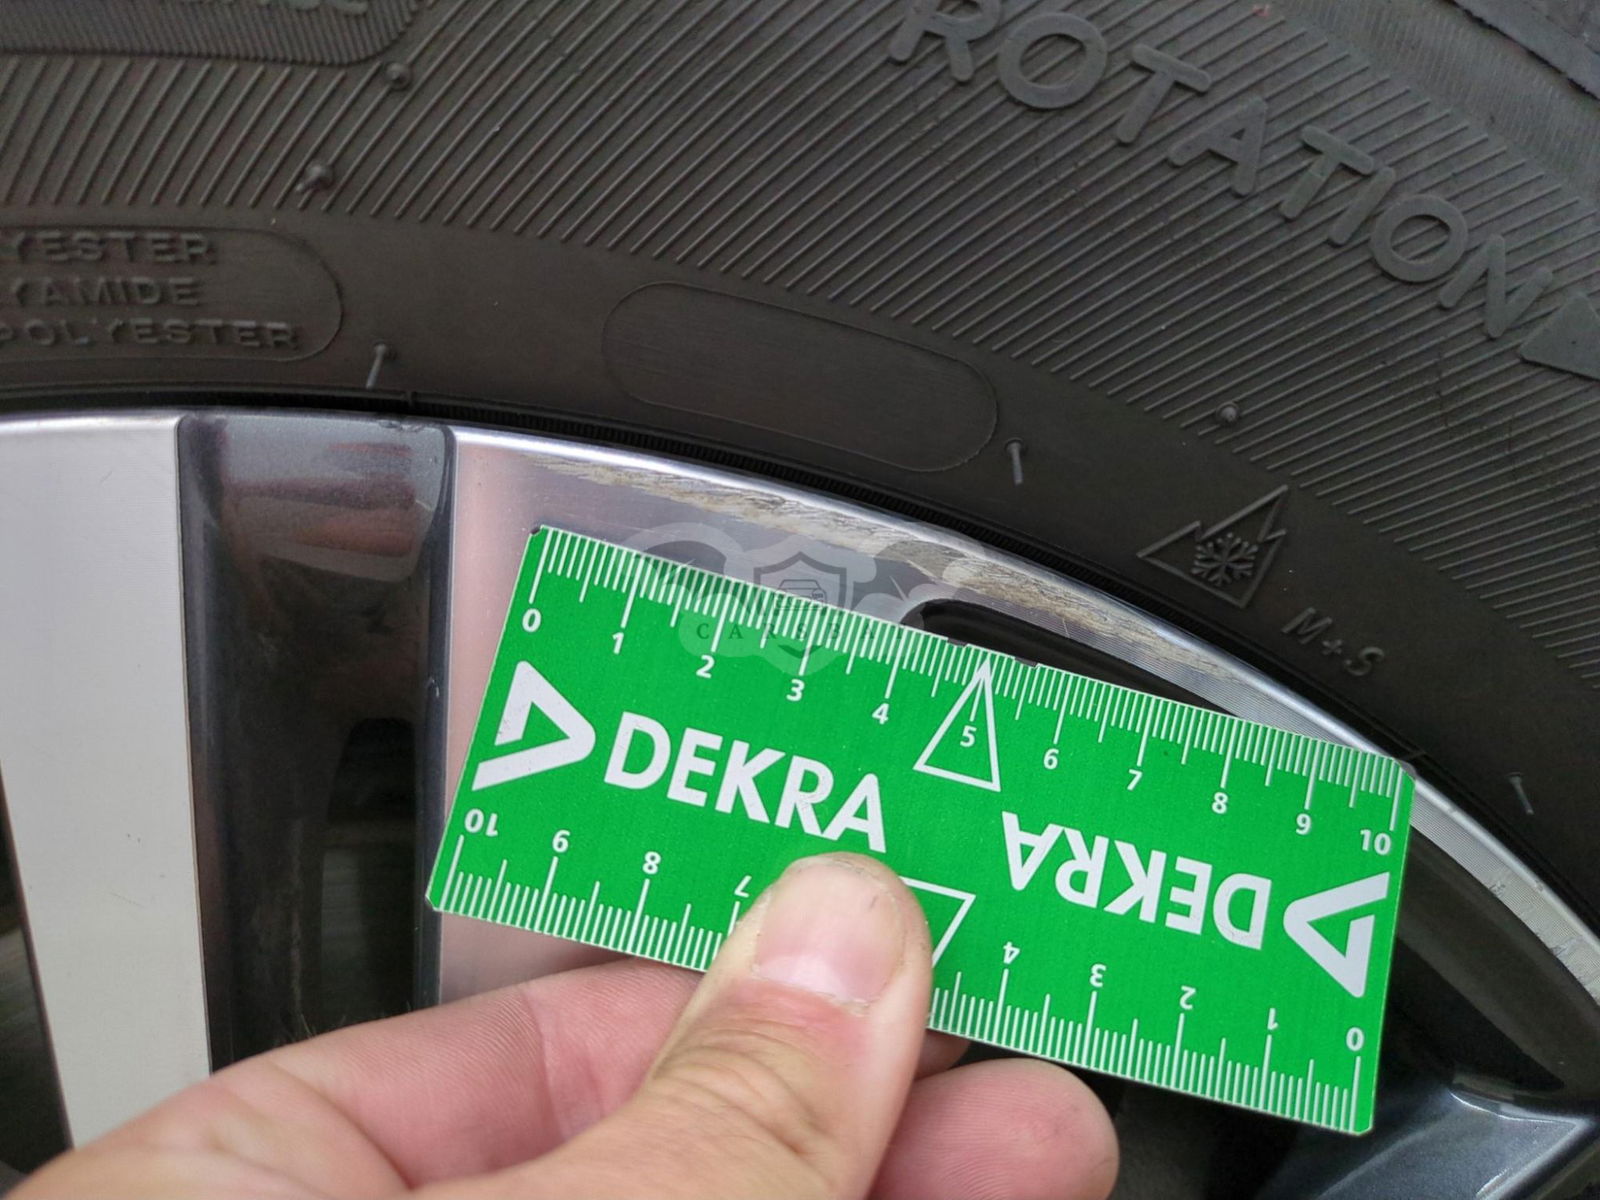 ROTATION
YESTER
YAMIDE
POLYESTER
M+S
CARSBAT
0 1 2 3 4 5 6 7 8 9 10
DEKRA
DEKRA
10 9 8 7 4 3 2 1 0